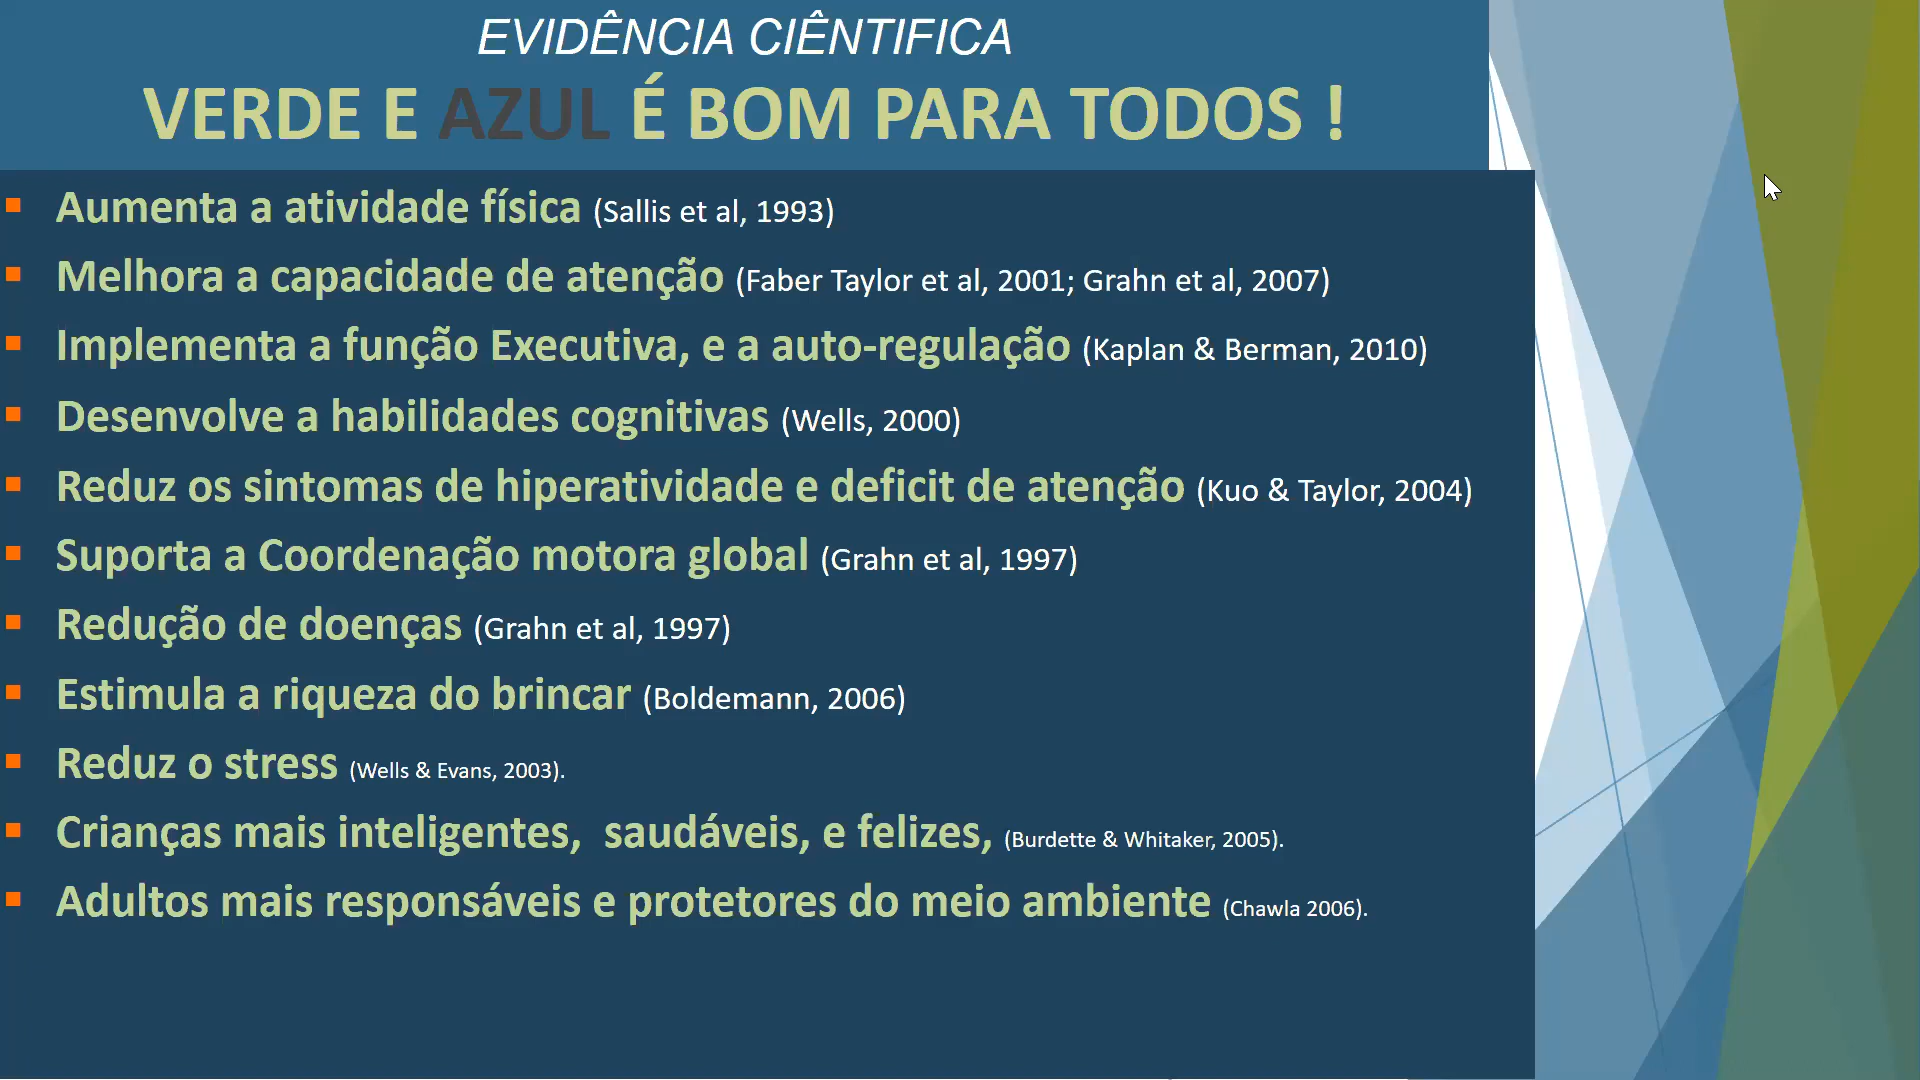 EVIDÊNCIA CIÊNTIFICA
VERDE E AZUL É BOM PARA TODOS !
▪ Aumenta a atividade física (Sallis et al, 1993)
▪ Melhora a capacidade de atenção (Faber Taylor et al, 2001; Grahn et al, 2007)
▪ Implementa a função Executiva, e a auto-regulação (Kaplan & Berman, 2010)
▪ Desenvolve a habilidades cognitivas (Wells, 2000)
▪ Reduz os sintomas de hiperatividade e deficit de atenção (Kuo & Taylor, 2004)
▪ Suporta a Coordenação motora global (Grahn et al, 1997)
▪ Redução de doenças (Grahn et al, 1997)
▪ Estimula a riqueza do brincar (Boldemann, 2006)
▪ Reduz o stress (Wells & Evans, 2003).
▪ Crianças mais inteligentes,  saudáveis, e felizes, (Burdette & Whitaker, 2005).
▪ Adultos mais responsáveis e protetores do meio ambiente (Chawla 2006).